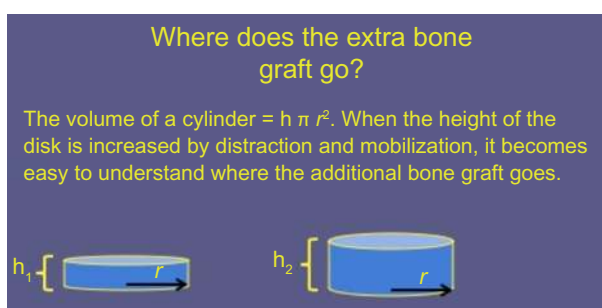 Where does the extra bone
graft go?
The volume of a cylinder = h π r². When the height of the
disk is increased by distraction and mobilization, it becomes
easy to understand where the additional bone graft goes.
h₁ r
h₂ r